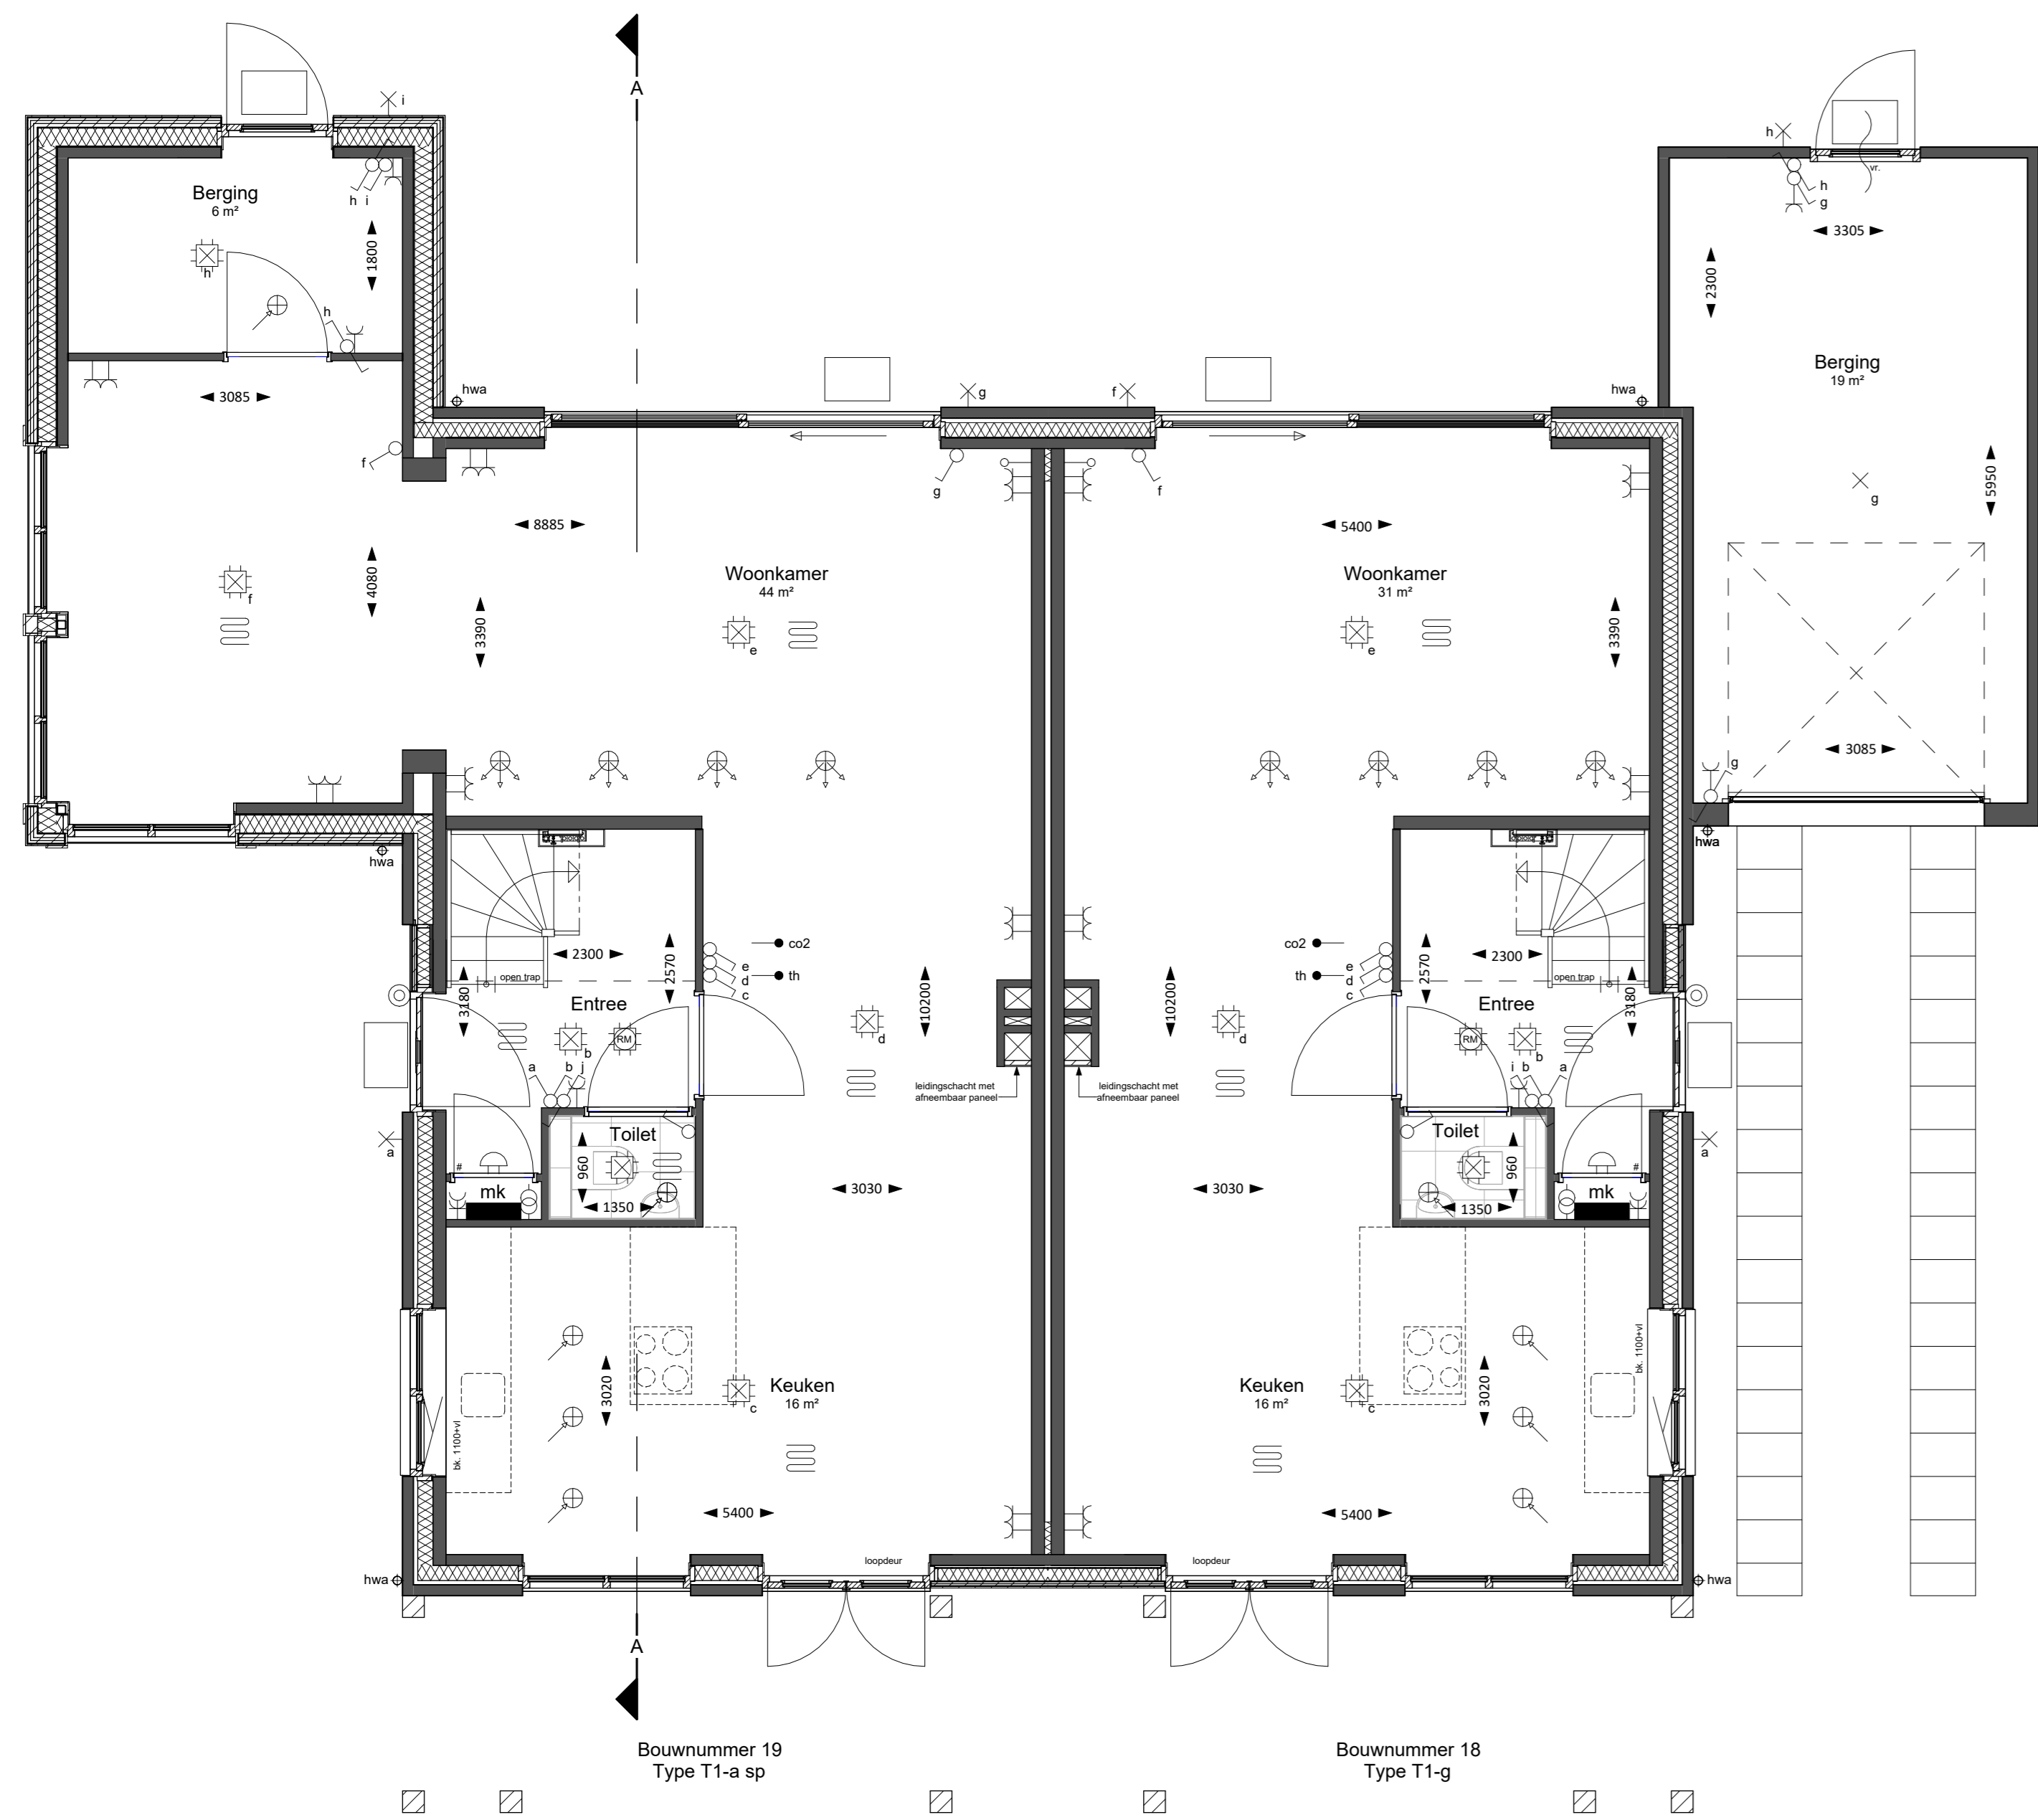 A
i
h
Berging
6 m²
h i
h
g
vr.
3305
1800
2300
h
h
Berging
19 m²
3085
hwa
g
f
hwa
f
g
f
5950
g
8885
5400
4080
Woonkamer
44 m²
Woonkamer
31 m²
f
3390
3390
e
e
3085
g
hwa
hwa
2300
2570
co2
e
d
c
th
co2
e
d
c
th
2570
2300
open trap
open trap
3180
Entree
10200
10200
Entree
3180
RM
b
d
d
RM
b
a
b j
i b
a
leidingschacht met
afneembaar paneel
leidingschacht met
afneembaar paneel
a
Toilet
Toilet
a
#
960
960
#
mk
1350
3030
3030
1350
mk
bk. 1100+vl
3020
Keuken
16 m²
c
Keuken
16 m²
c
3020
bk. 1100+vl
5400
5400
loopdeur
loopdeur
hwa
hwa
A
Bouwnummer 19
Type T1-a sp
Bouwnummer 18
Type T1-g